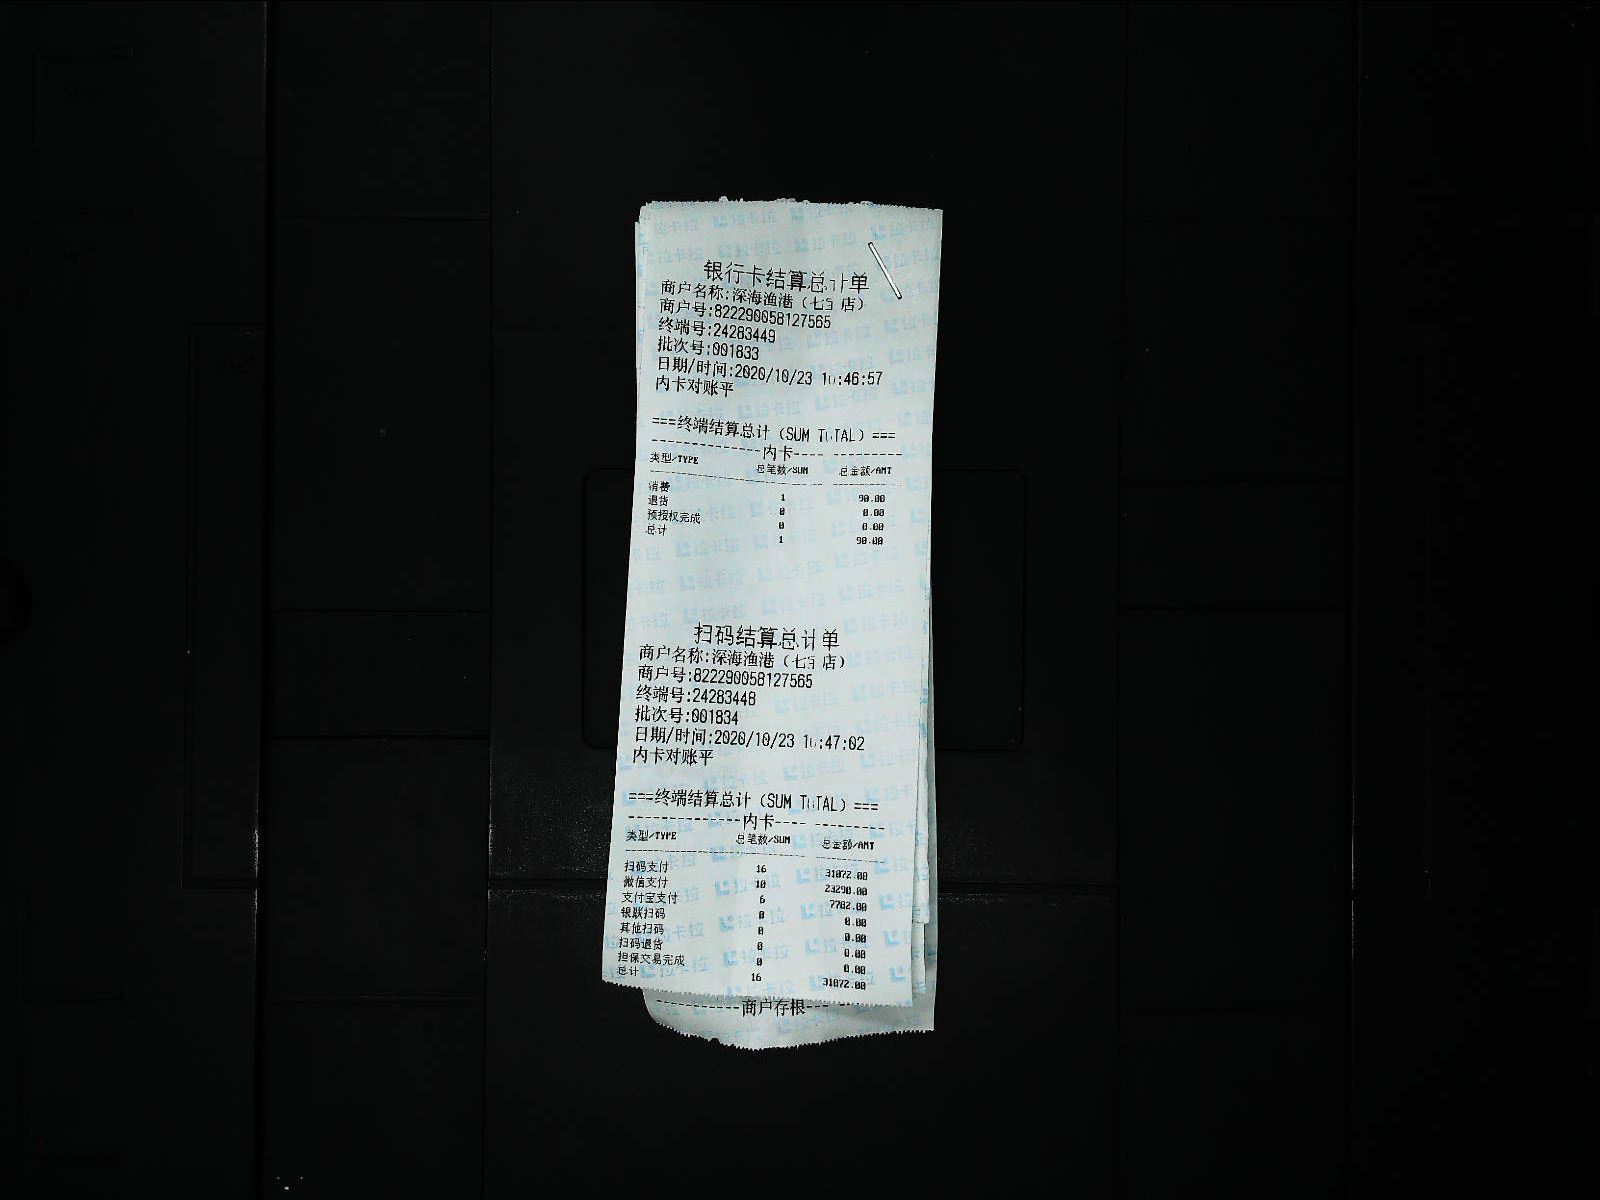 银行卡结算总计单
商户名称:深海渔港（七 店）
商户号:822290058127565
终端号:24283449
批次号:001833
日期/时间:2020/10/23 :46:57
内卡对账平
===终端结算总计（SUM TOTAL）===
------------内卡-------------
类型/TYPE 总笔数/SUM 总金额/AMT
消费 1 90.00
退货 0 0.00
预授权完成 0 0.00
总计 1 90.00
扫码结算总计单
商户名称:深海渔港（七 店）
商户号:822290058127565
终端号:24283448
批次号:001834
日期/时间:2020/10/23 :47:02
内卡对账平
===终端结算总计（SUM TOTAL）===
------------内卡-------------
类型/TYPE 总笔数/SUM 总金额/AMT
扫码支付 16 31072.00
微信支付 10 23290.00
支付宝支付 6 7782.00
银联扫码 0 0.00
其他扫码 0 0.00
扫码退货 0 0.00
担保交易完成 0 0.00
总计 16 31072.00
---------商户存根---------